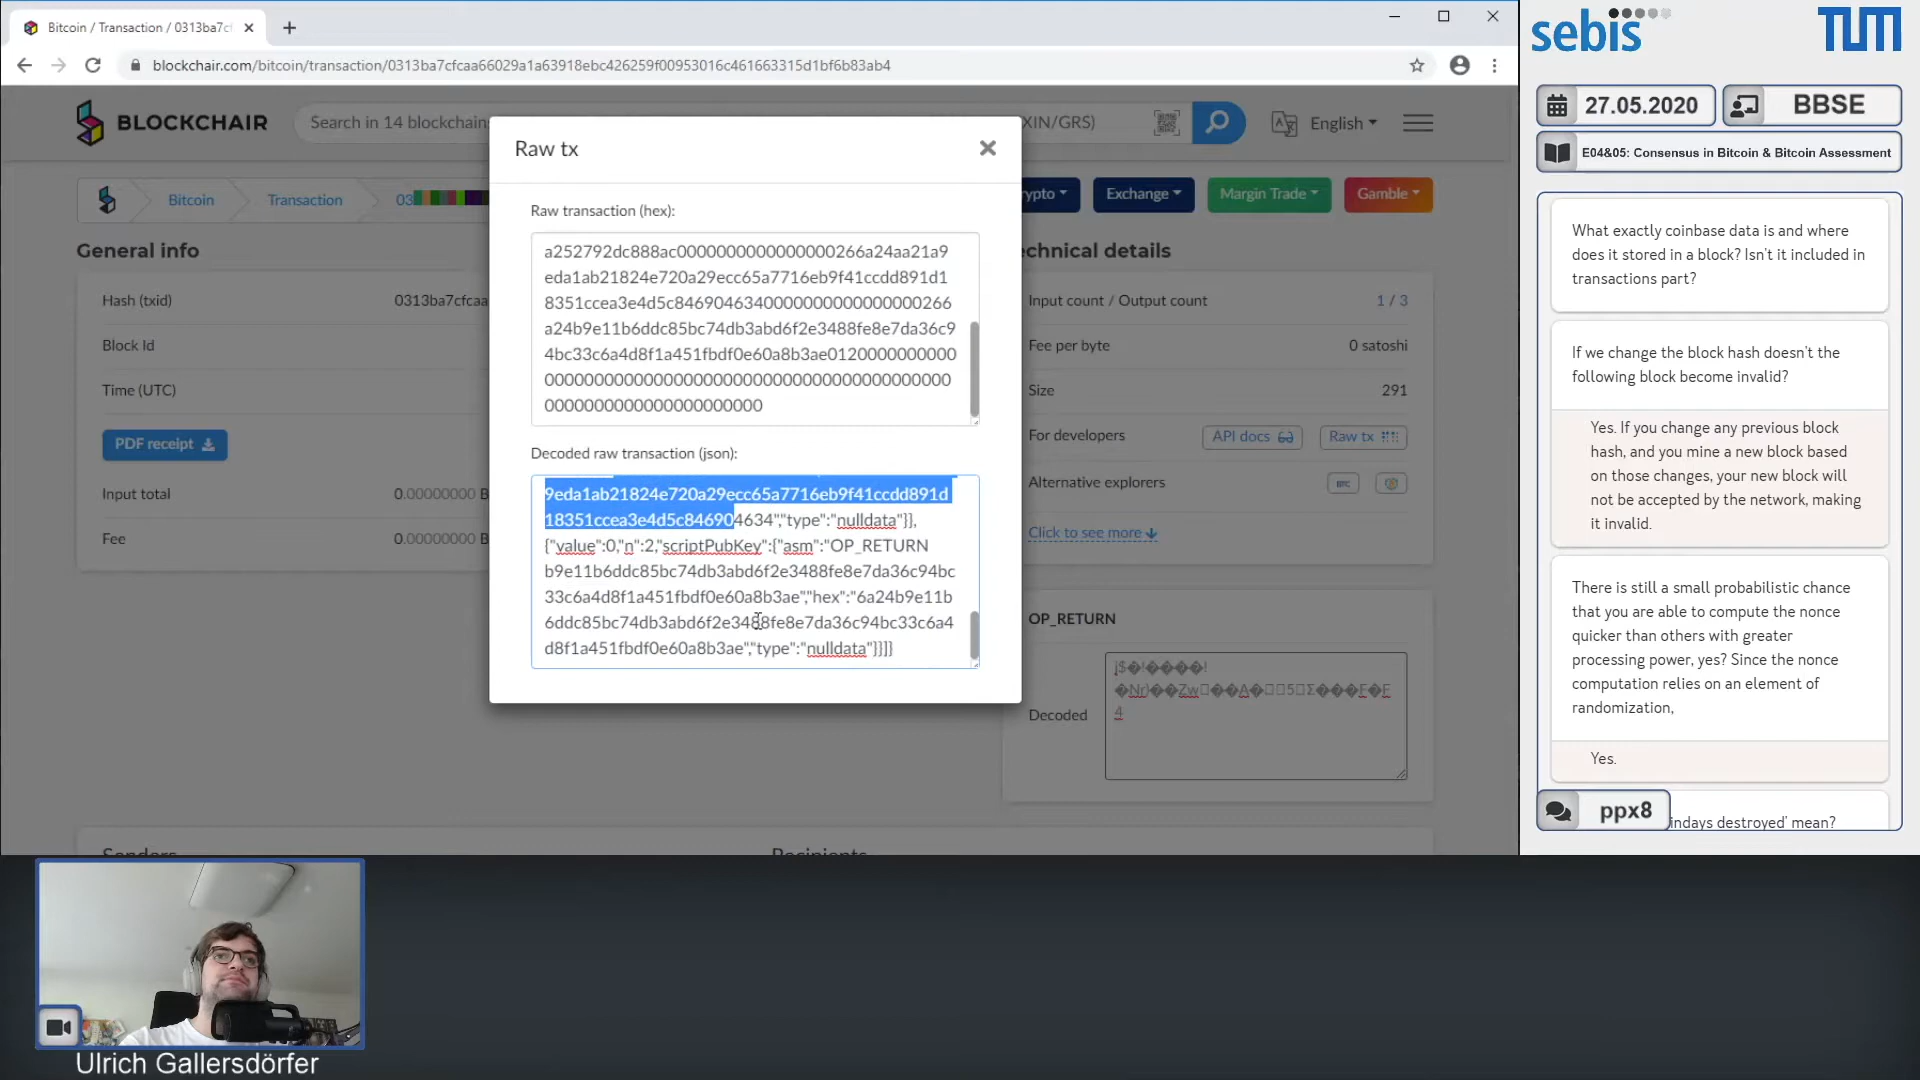 Bitcoin / Transaction / 0313ba7c
blockchair.com/bitcoin/transaction/0313ba7cfcaa66029a1a63918ebc426259f00953016c461663315d1bf6b83ab4
BLOCKCHAIR
Search in 14 blockchain
XIN/GRS)
English
Bitcoin
Transaction
03
rypto
Exchange
Margin Trade
Gamble
General info
Hash (txid)
0313ba7cfcaa
Block Id
Time (UTC)
PDF receipt
Input total
0.00000000 B
Fee
0.00000000 B
Raw tx
Raw transaction (hex):
a252792dc888ac0000000000000000266a24aa21a9
eda1ab21824e720a29ecc65a7716eb9f41ccdd891d1
8351ccea3e4d5c84690463400000000000000000266
a24b9e11b6ddc85bc74db3abd6f2e3488fe8e7da36c9
4bc33c6a4d8f1a451fbdf0e60a8b3ae0120000000000
0000000000000000000000000000000000000000000
00000000000000000000000
Decoded raw transaction (json):
9eda1ab21824e720a29ecc65a7716eb9f41ccdd891d
18351ccea3e4d5c846904634","type":"nulldata"}},
{"value":0,"n":2,"scriptPubKey":{"asm":"OP_RETURN
b9e11b6ddc85bc74db3abd6f2e3488fe8e7da36c94bc
33c6a4d8f1a451fbdf0e60a8b3ae","hex":"6a24b9e11b
6ddc85bc74db3abd6f2e3488fe8e7da36c94bc33c6a4
d8f1a451fbdf0e60a8b3ae","type":"nulldata"}}]}
echnical details
Input count / Output count
1 / 3
Fee per byte
0 satoshi
Size
291
For developers
API docs
Raw tx
Alternative explorers
Click to see more
OP_RETURN
Decoded
Senders
Recipients
sebis
TUM
27.05.2020
BBSE
E04&05: Consensus in Bitcoin & Bitcoin Assessment
What exactly coinbase data is and where
does it stored in a block? Isn't it included in
transactions part?
If we change the block hash doesn't the
following block become invalid?
Yes. If you change any previous block
hash, and you mine a new block based
on those changes, your new block will
not be accepted by the network, making
it invalid.
There is still a small probabilistic chance
that you are able to compute the nonce
quicker than others with greater
processing power, yes? Since the nonce
computation relies on an element of
randomization,
Yes.
ppx8
indays destroyed' mean?
Ulrich Gallersdörfer